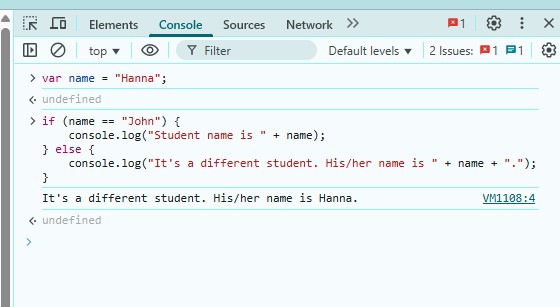 Elements Console Sources Network 1
top Filter Default levels 2 Issues: 1 1
var name = "Hanna";
undefined
if (name == "John") {
    console.log("Student name is " + name);
} else {
    console.log("It's a different student. His/her name is " + name + ".");
}
It's a different student. His/her name is Hanna. VM1108:4
undefined